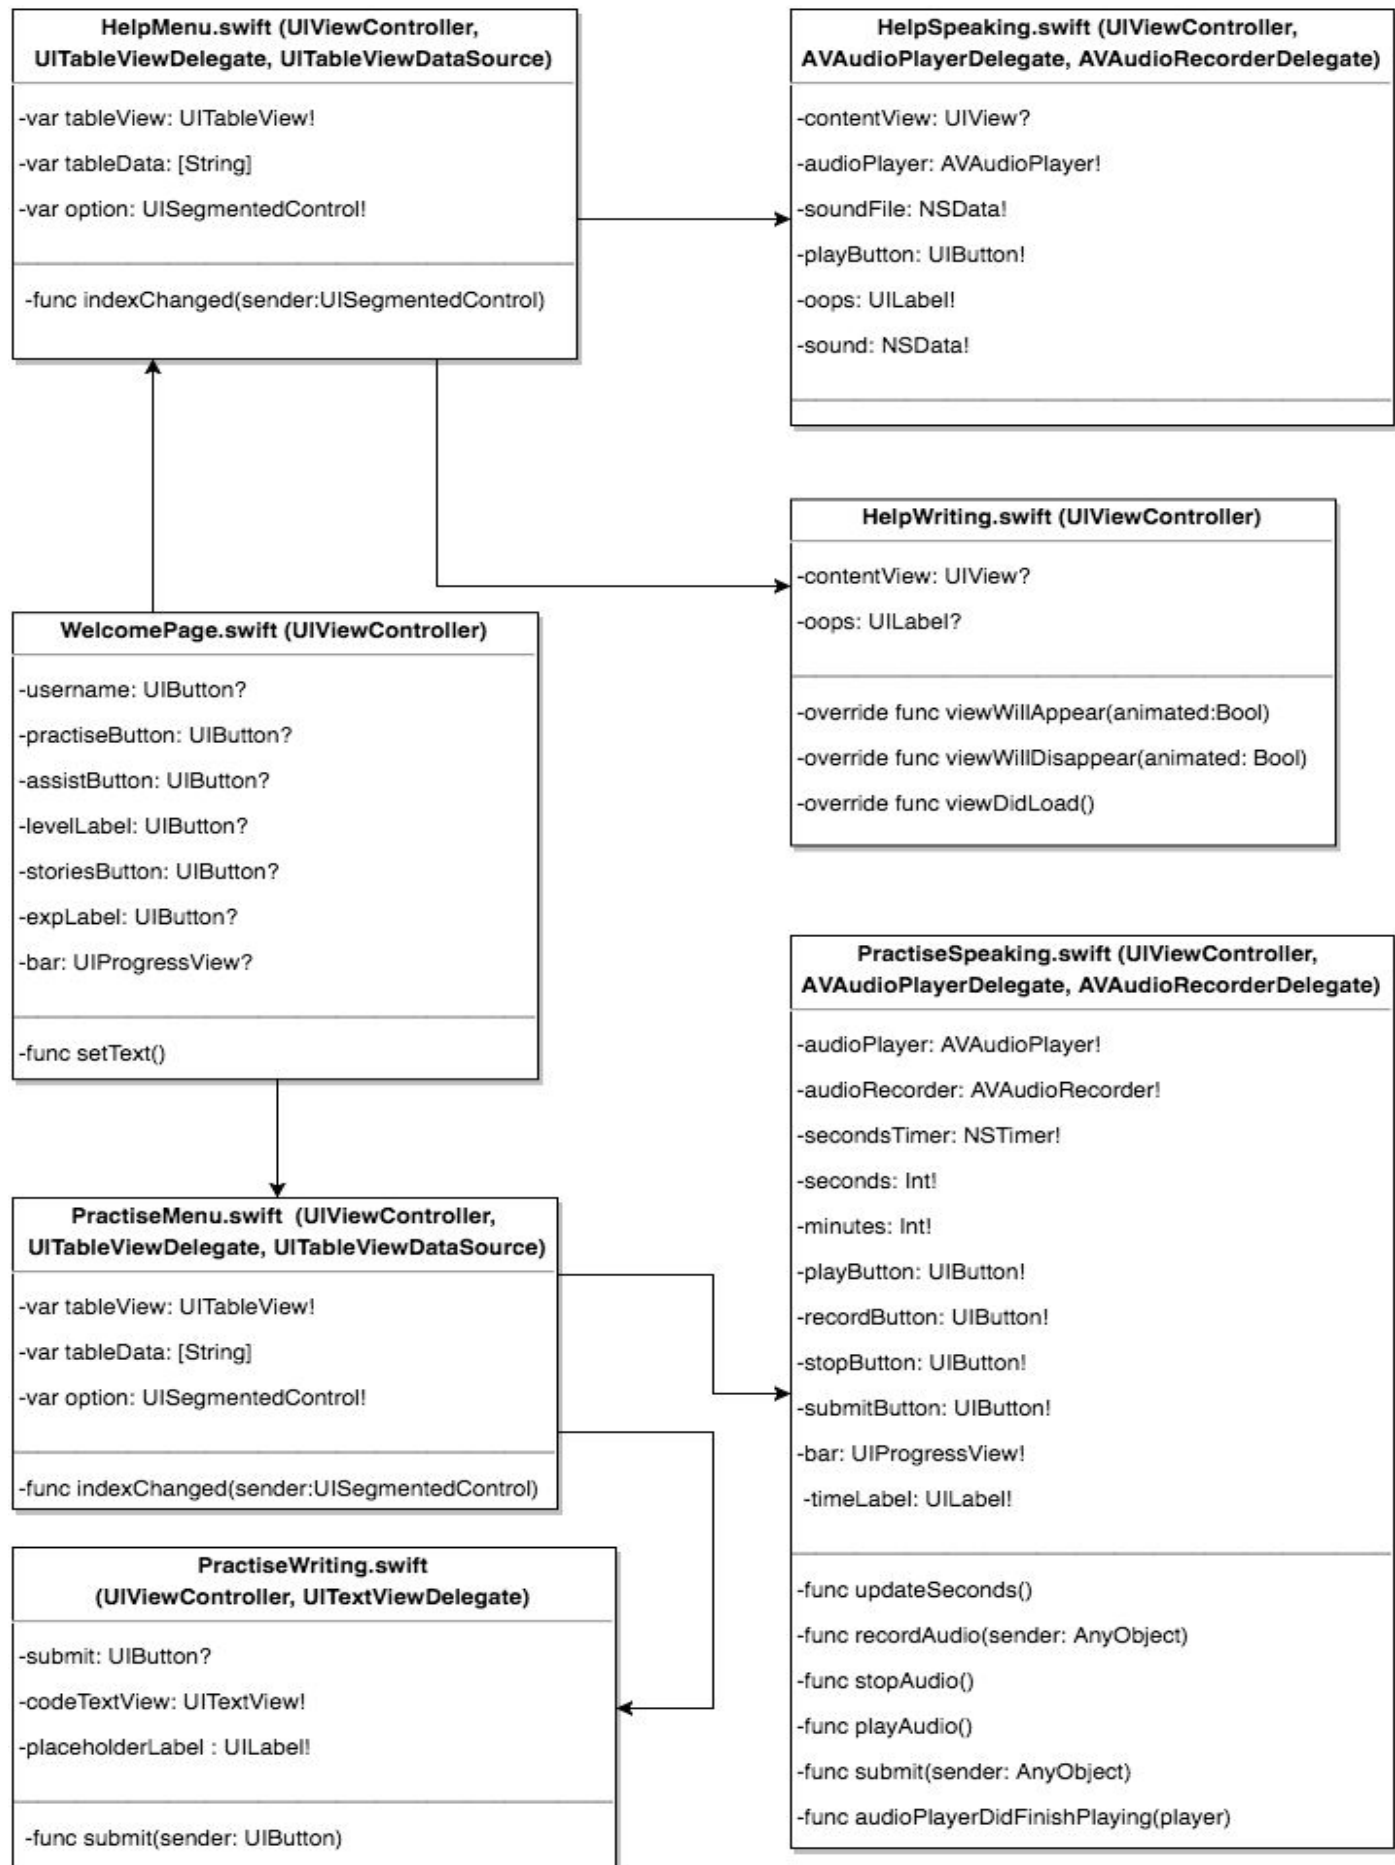 HelpMenu.swift (UIViewController,
UITableViewDelegate, UITableViewDataSource)
-var tableView: UITableView!
-var tableData: [String]
-var option: UISegmentedControl!
-func indexChanged(sender:UISegmentedControl)
HelpSpeaking.swift (UIViewController,
AVAudioPlayerDelegate, AVAudioRecorderDelegate)
-contentView: UIView?
-audioPlayer: AVAudioPlayer!
-soundFile: NSData!
-playButton: UIButton!
-oops: UILabel!
-sound: NSData!
HelpWriting.swift (UIViewController)
-contentView: UIView?
-oops: UILabel?
-override func viewWillAppear(animated:Bool)
-override func viewWillDisappear(animated: Bool)
-override func viewDidLoad()
WelcomePage.swift (UIViewController)
-username: UIButton?
-practiseButton: UIButton?
-assistButton: UIButton?
-levelLabel: UIButton?
-storiesButton: UIButton?
-expLabel: UIButton?
-bar: UIProgressView?
-func setText()
PractiseSpeaking.swift (UIViewController,
AVAudioPlayerDelegate, AVAudioRecorderDelegate)
-audioPlayer: AVAudioPlayer!
-audioRecorder: AVAudioRecorder!
-secondsTimer: NSTimer!
-seconds: Int!
-minutes: Int!
-playButton: UIButton!
-recordButton: UIButton!
-stopButton: UIButton!
-submitButton: UIButton!
-bar: UIProgressView!
-timeLabel: UILabel!
-func updateSeconds()
-func recordAudio(sender: AnyObject)
-func stopAudio()
-func playAudio()
-func submit(sender: AnyObject)
-func audioPlayerDidFinishPlaying(player)
PractiseMenu.swift (UIViewController,
UITableViewDelegate, UITableViewDataSource)
-var tableView: UITableView!
-var tableData: [String]
-var option: UISegmentedControl!
-func indexChanged(sender:UISegmentedControl)
PractiseWriting.swift
(UIViewController, UITextViewDelegate)
-submit: UIButton?
-codeTextView: UITextView!
-placeholderLabel : UILabel!
-func submit(sender: UIButton)